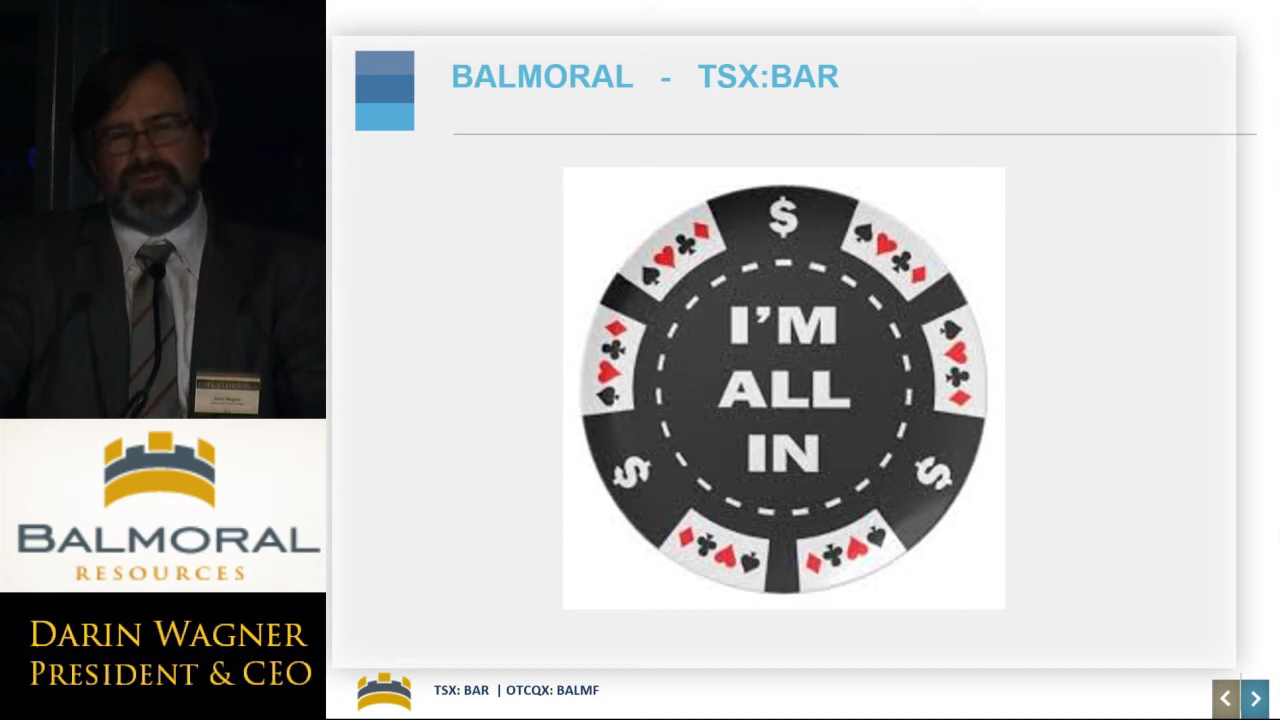 BALMORAL - TSX:BAR
$
I'M
ALL
IN
$ $
BALMORAL
RESOURCES
DARIN WAGNER
PRESIDENT & CEO
TSX: BAR | OTCQX: BALMF